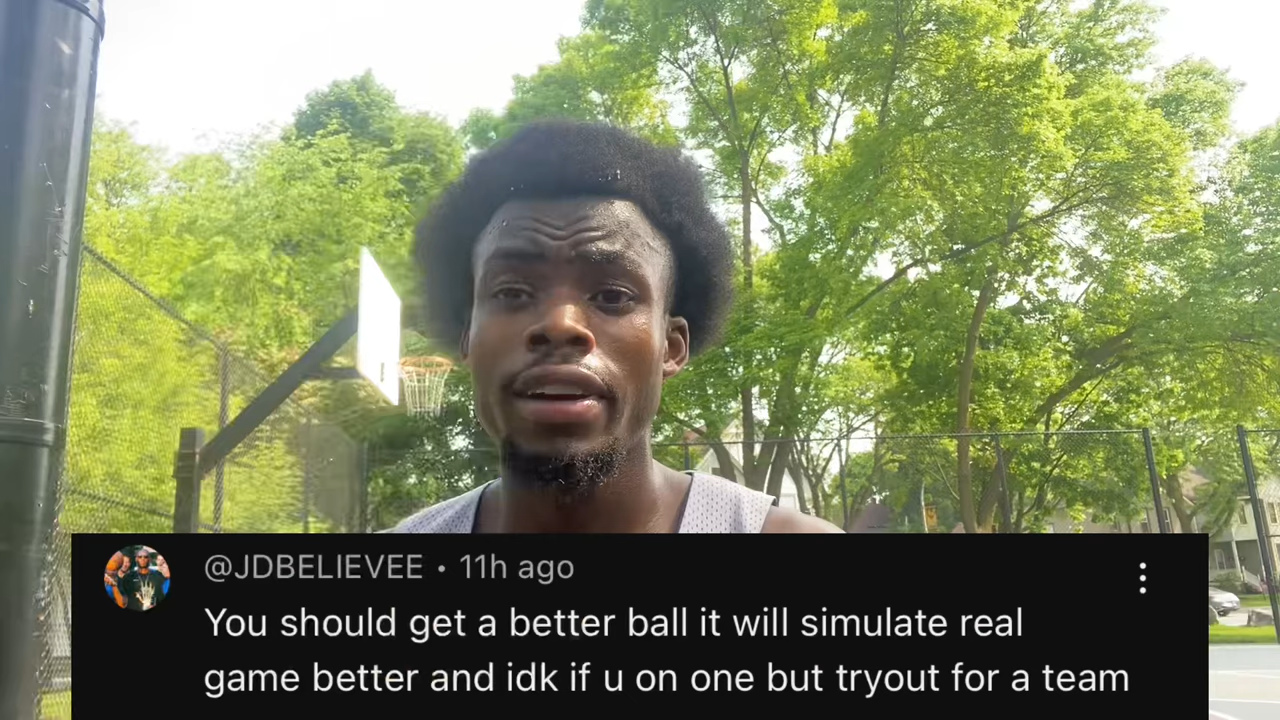 @JDBELIEVEE • 11h ago
You should get a better ball it will simulate real
game better and idk if u on one but tryout for a team